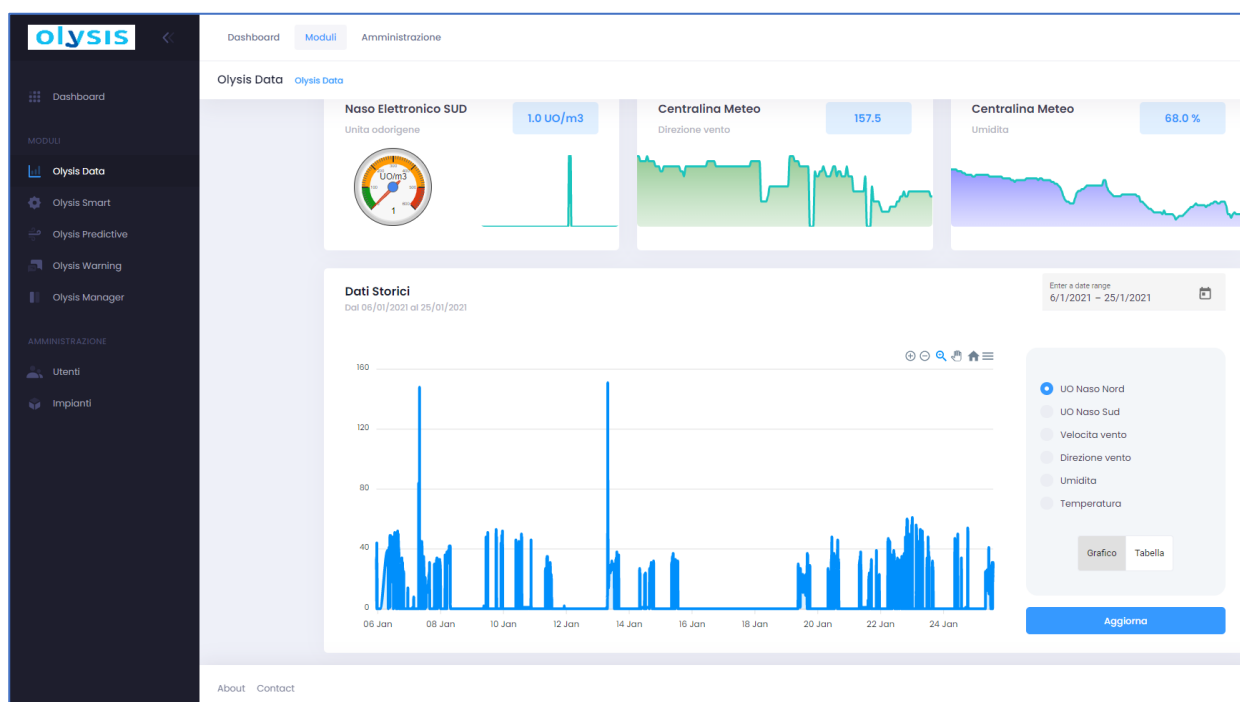 olysis
Dashboard Moduli Amministrazione
Olysis Data Olysis Data
Dashboard
MODULI
Olysis Data
Olysis Smart
Olysis Predictive
Olysis Warning
Olysis Manager
AMMINISTRAZIONE
Utenti
Impianti
Naso Elettronico SUD
Unita odorigene
1.0 UO/m3
UO/m3
1
Centralina Meteo
Direzione vento
157.5
Centralina Meteo
Umidita
68.0 %
Dati Storici
Dal 06/01/2021 al 25/01/2021
Enter a date range
6/1/2021 – 25/1/2021
160
120
80
40
0
06 Jan 08 Jan 10 Jan 12 Jan 14 Jan 16 Jan 18 Jan 20 Jan 22 Jan 24 Jan
UO Naso Nord
UO Naso Sud
Velocita vento
Direzione vento
Umidita
Temperatura
Grafico Tabella
Aggiorna
About Contact